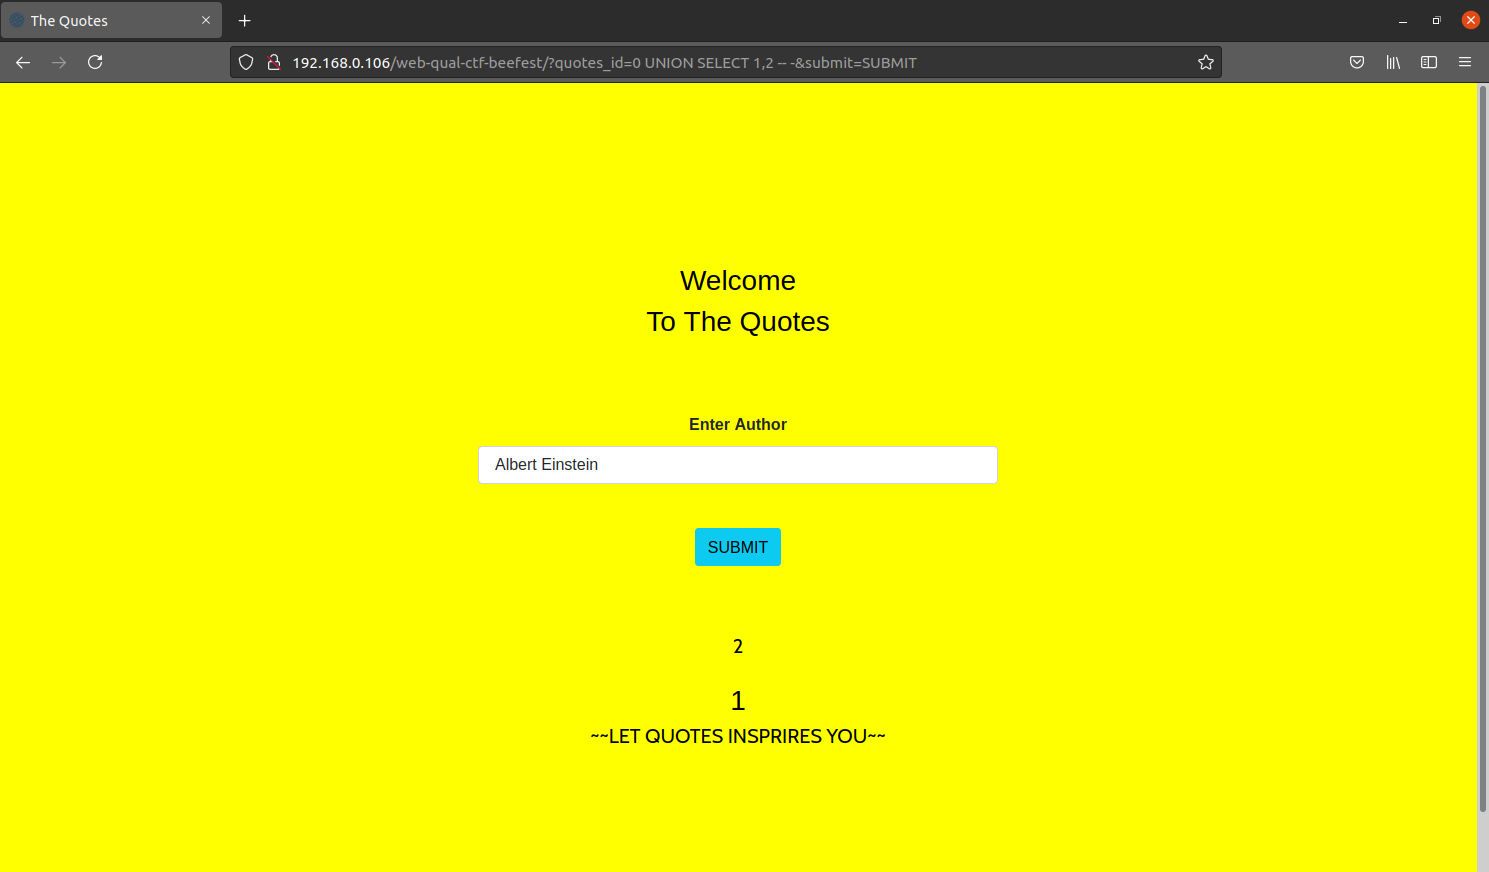 The Quotes
192.168.0.106/web-qual-ctf-beefest/?quotes_id=0 UNION SELECT 1,2 -- -&submit=SUBMIT
Welcome
To The Quotes
Enter Author
Albert Einstein
SUBMIT
2
1
~~LET QUOTES INSPRIRES YOU~~